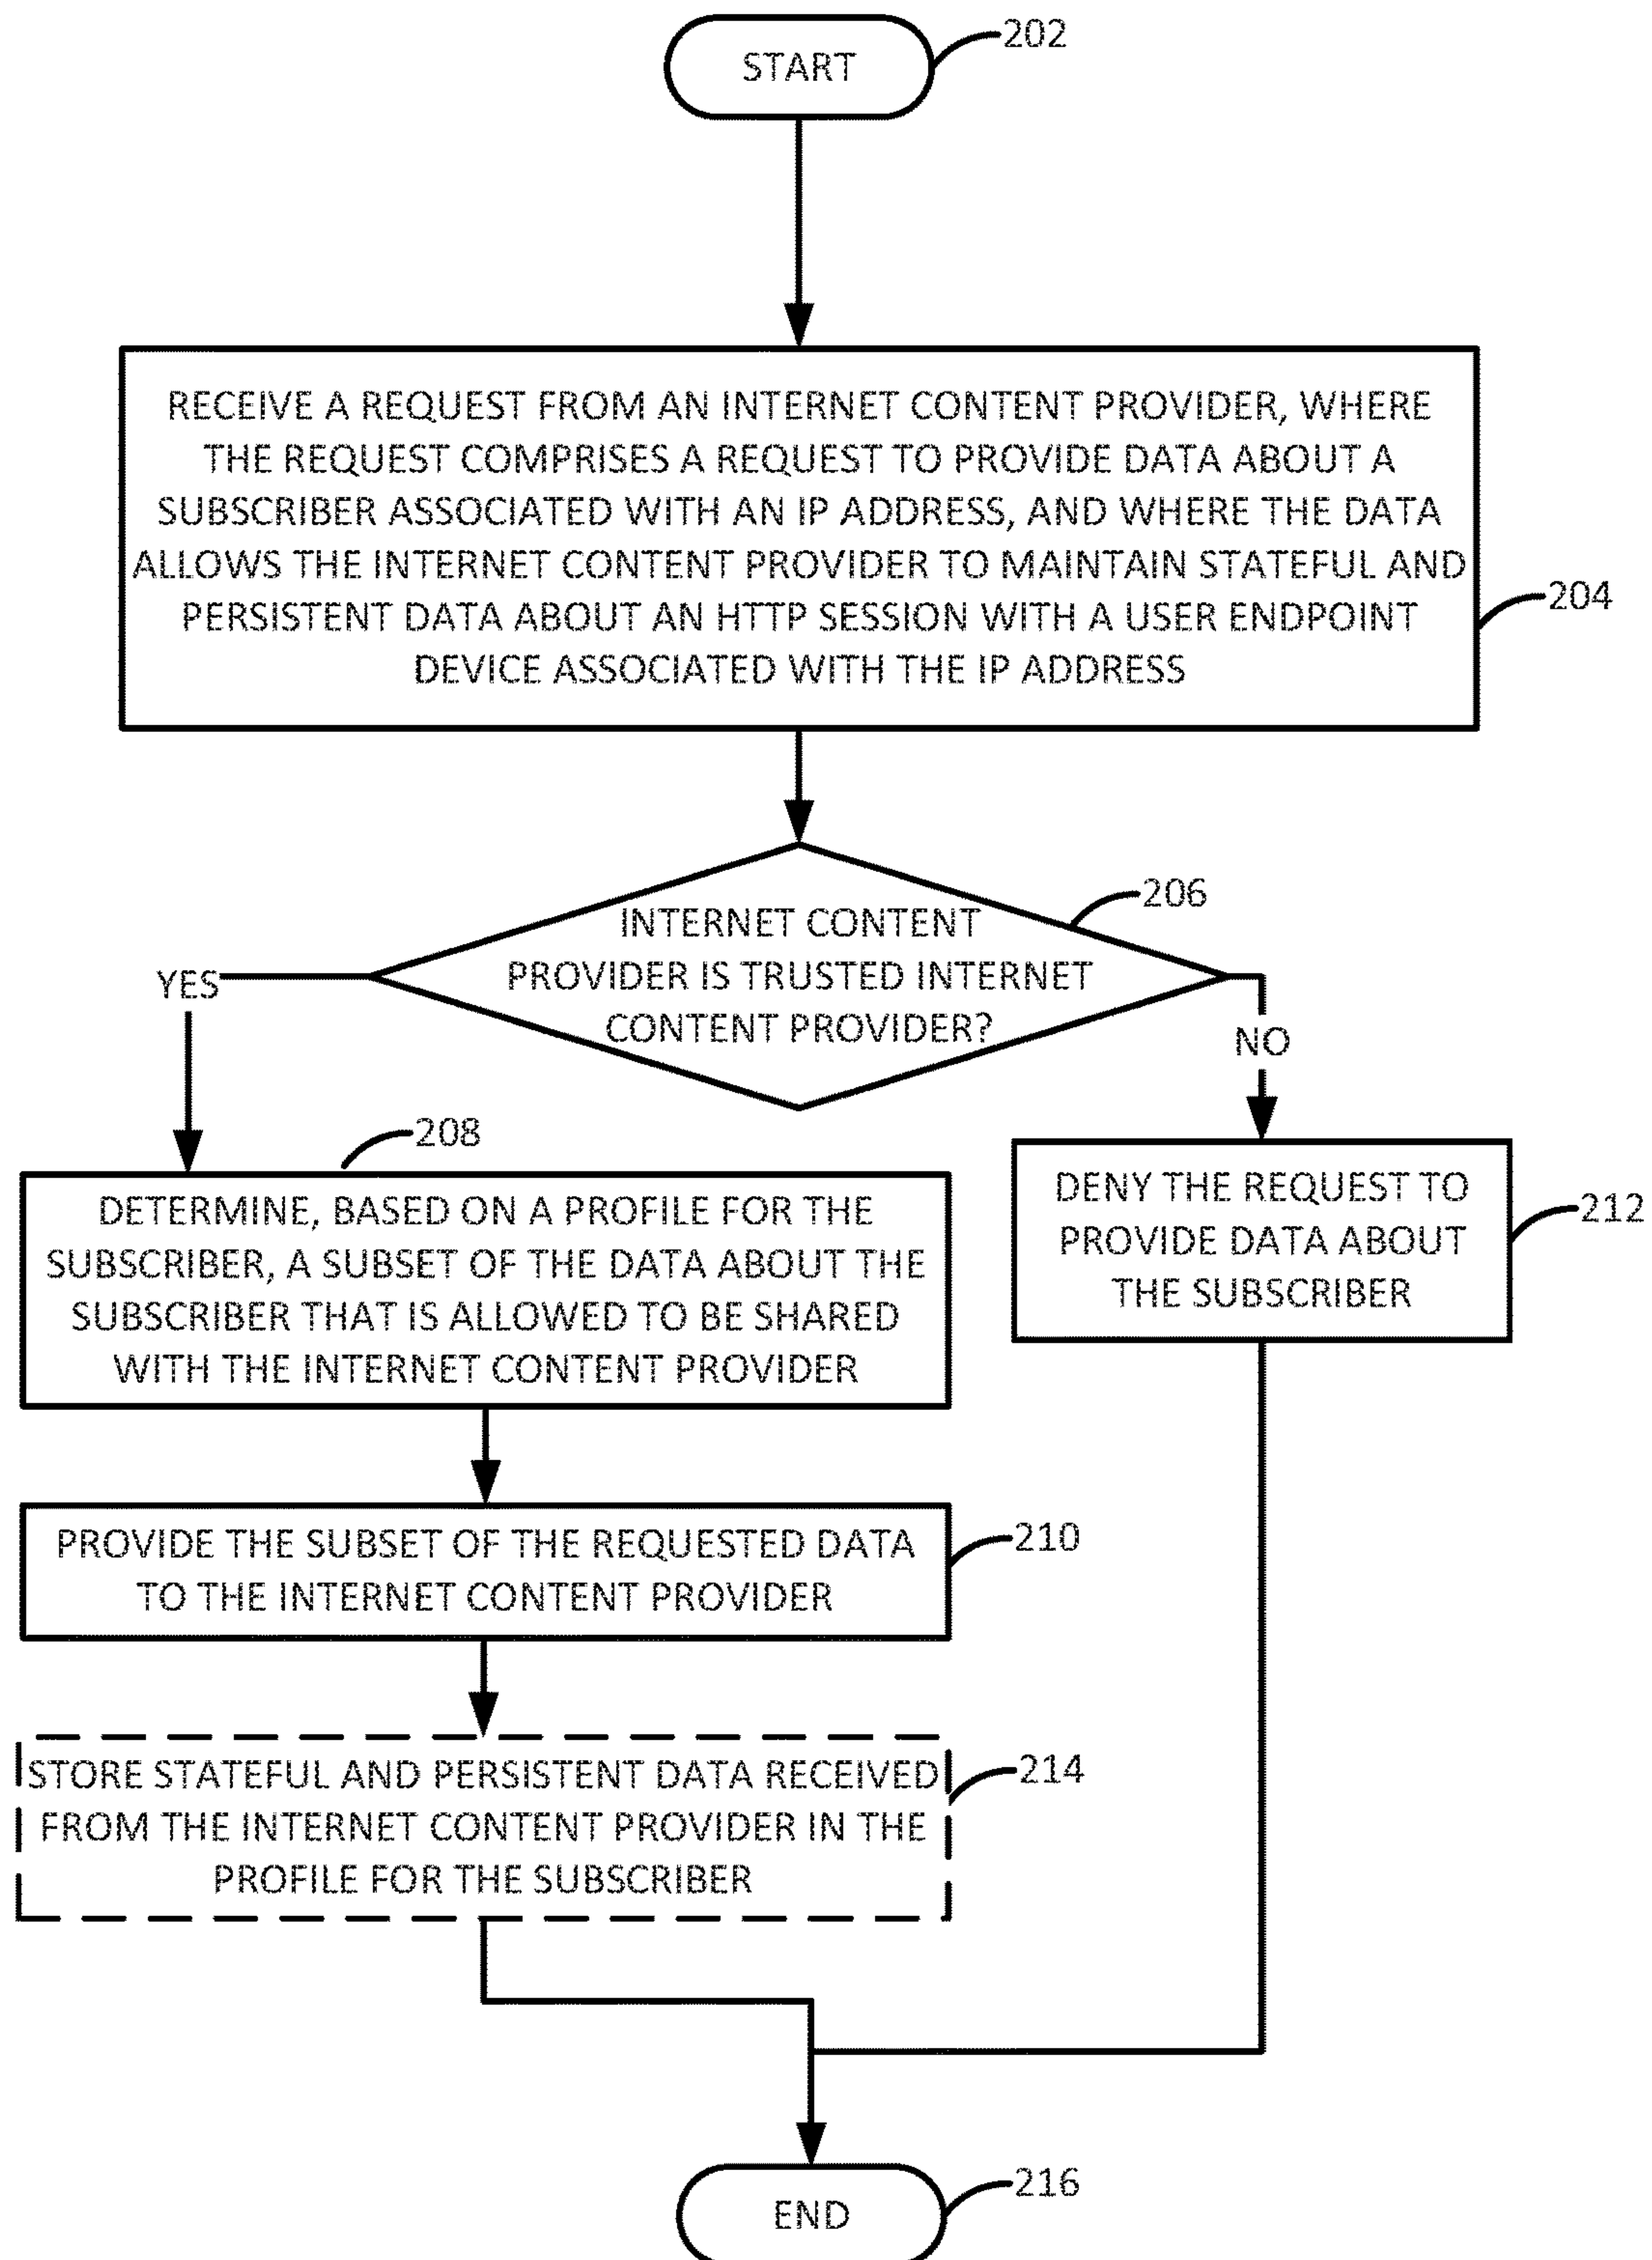 START
202
RECEIVE A REQUEST FROM AN INTERNET CONTENT PROVIDER, WHERE
THE REQUEST COMPRISES A REQUEST TO PROVIDE DATA ABOUT A
SUBSCRIBER ASSOCIATED WITH AN IP ADDRESS, AND WHERE THE DATA
ALLOWS THE INTERNET CONTENT PROVIDER TO MAINTAIN STATEFUL AND
PERSISTENT DATA ABOUT AN HTTP SESSION WITH A USER ENDPOINT
DEVICE ASSOCIATED WITH THE IP ADDRESS
204
206
INTERNET CONTENT
PROVIDER IS TRUSTED INTERNET
CONTENT PROVIDER?
YES
NO
208
DETERMINE, BASED ON A PROFILE FOR THE
SUBSCRIBER, A SUBSET OF THE DATA ABOUT THE
SUBSCRIBER THAT IS ALLOWED TO BE SHARED
WITH THE INTERNET CONTENT PROVIDER
DENY THE REQUEST TO
PROVIDE DATA ABOUT
THE SUBSCRIBER
212
PROVIDE THE SUBSET OF THE REQUESTED DATA
TO THE INTERNET CONTENT PROVIDER
210
STORE STATEFUL AND PERSISTENT DATA RECEIVED
FROM THE INTERNET CONTENT PROVIDER IN THE
PROFILE FOR THE SUBSCRIBER
214
END
216